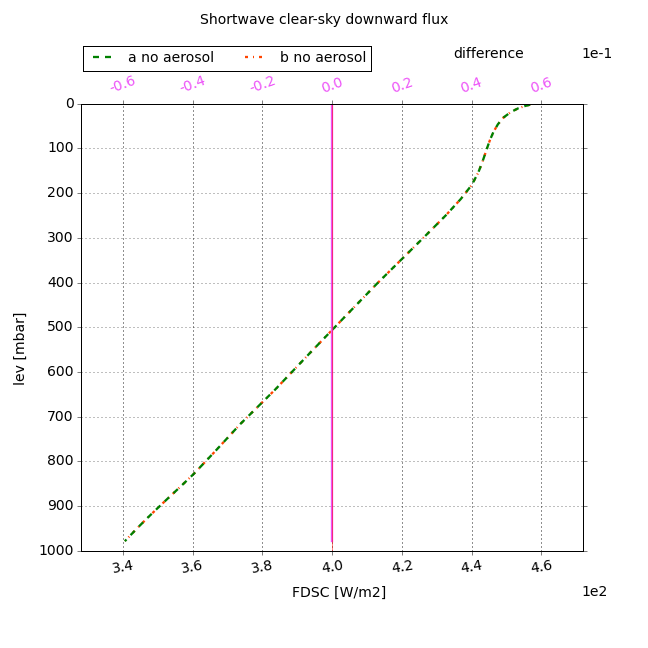 Shortwave clear-sky downward flux
a no aerosol b no aerosol difference 1e-1
-0.6 -0.4 -0.2 0.0 0.2 0.4 0.6
0
100
200
300
400
500
600
700
800
900
1000
lev [mbar]
3.4 3.6 3.8 4.0 4.2 4.4 4.6
FDSC [W/m2] 1e2